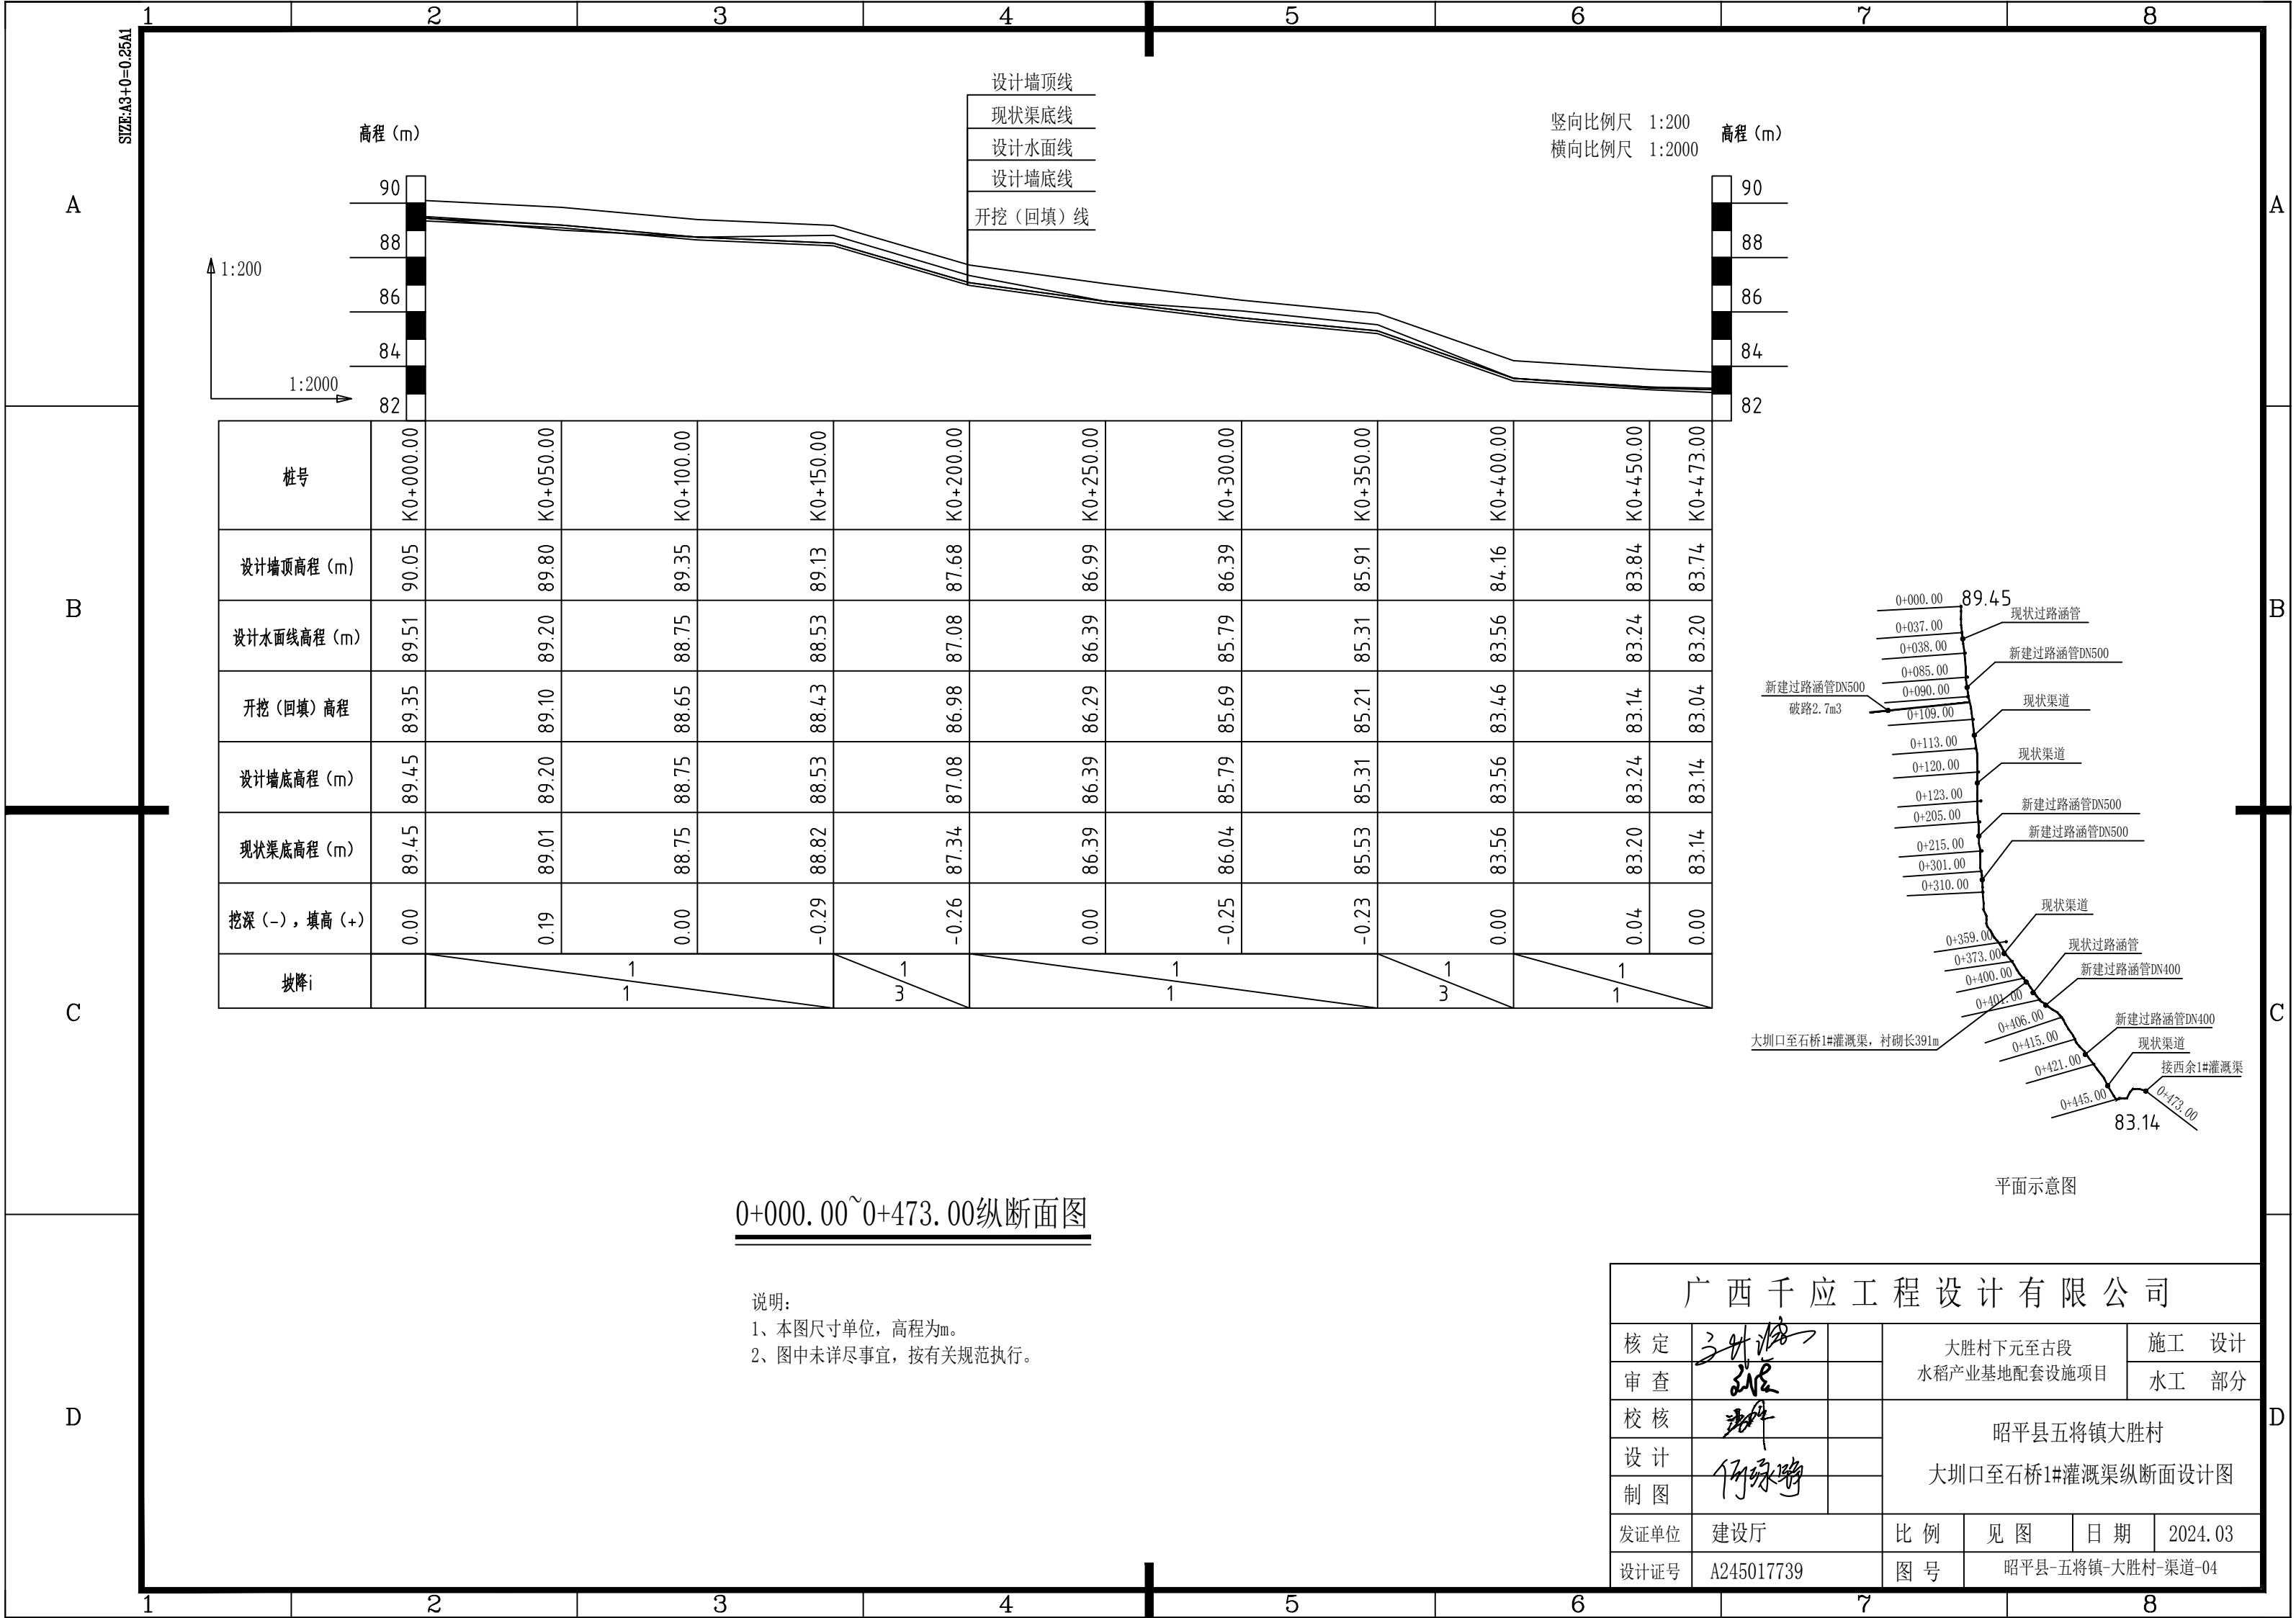 1 2 3 4 5 6 7 8
SIZE:A3+0=0.25A1
A
B
C
D
A
B
C
D
设计墙顶线
现状渠底线
设计水面线
设计墙底线
开挖（回填）线
竖向比例尺 1:200
横向比例尺 1:2000
高程（m）
90
88
86
84
82
高程（m）
90
88
86
84
82
1:200
1:2000
桩号 K0+000.00 K0+050.00 K0+100.00 K0+150.00 K0+200.00 K0+250.00 K0+300.00 K0+350.00 K0+400.00 K0+450.00 K0+473.00
设计墙顶高程（m） 90.05 89.80 89.35 89.13 87.68 86.99 86.39 85.91 84.16 83.84 83.74
设计水面线高程（m） 89.51 89.20 88.75 88.53 87.08 86.39 85.79 85.31 83.56 83.24 83.20
开挖（回填）高程 89.35 89.10 88.65 88.43 86.98 86.29 85.69 85.21 83.46 83.14 83.04
设计墙底高程（m） 89.45 89.20 88.75 88.53 87.08 86.39 85.79 85.31 83.56 83.24 83.14
现状渠底高程（m） 89.45 89.01 88.75 88.82 87.34 86.39 86.04 85.53 83.56 83.20 83.14
挖深（-），填高（+） 0.00 0.19 0.00 -0.29 -0.26 0.00 -0.25 -0.23 0.00 0.04 0.00
坡降i 1 1 1 3 1 1 1 3 1 1
0+000.00 89.45
现状过路涵管
0+037.00
0+038.00
新建过路涵管DN500
0+085.00
0+090.00
新建过路涵管DN500
破路2.7m3
现状渠道
0+109.00
0+113.00
现状渠道
0+120.00
0+123.00
新建过路涵管DN500
0+205.00
新建过路涵管DN500
0+215.00
0+301.00
0+310.00
现状渠道
0+359.00
现状过路涵管
0+373.00
新建过路涵管DN400
0+400.00
0+401.00
0+406.00
新建过路涵管DN400
大圳口至石桥1#灌溉渠，衬砌长391m
0+415.00
现状渠道
0+421.00
接西余1#灌溉渠
0+445.00
0+473.00
83.14
平面示意图
0+000.00~0+473.00纵断面图
说明：
1、本图尺寸单位，高程为m。
2、图中未详尽事宜，按有关规范执行。
广西千应工程设计有限公司
核定
审查
校核
设计
制图
大胜村下元至古段
水稻产业基地配套设施项目
施工 设计
水工 部分
昭平县五将镇大胜村
大圳口至石桥1#灌溉渠纵断面设计图
发证单位 建设厅 比例 见图 日期 2024.03
设计证号 A245017739 图号 昭平县-五将镇-大胜村-渠道-04
1 2 3 4 5 6 7 8